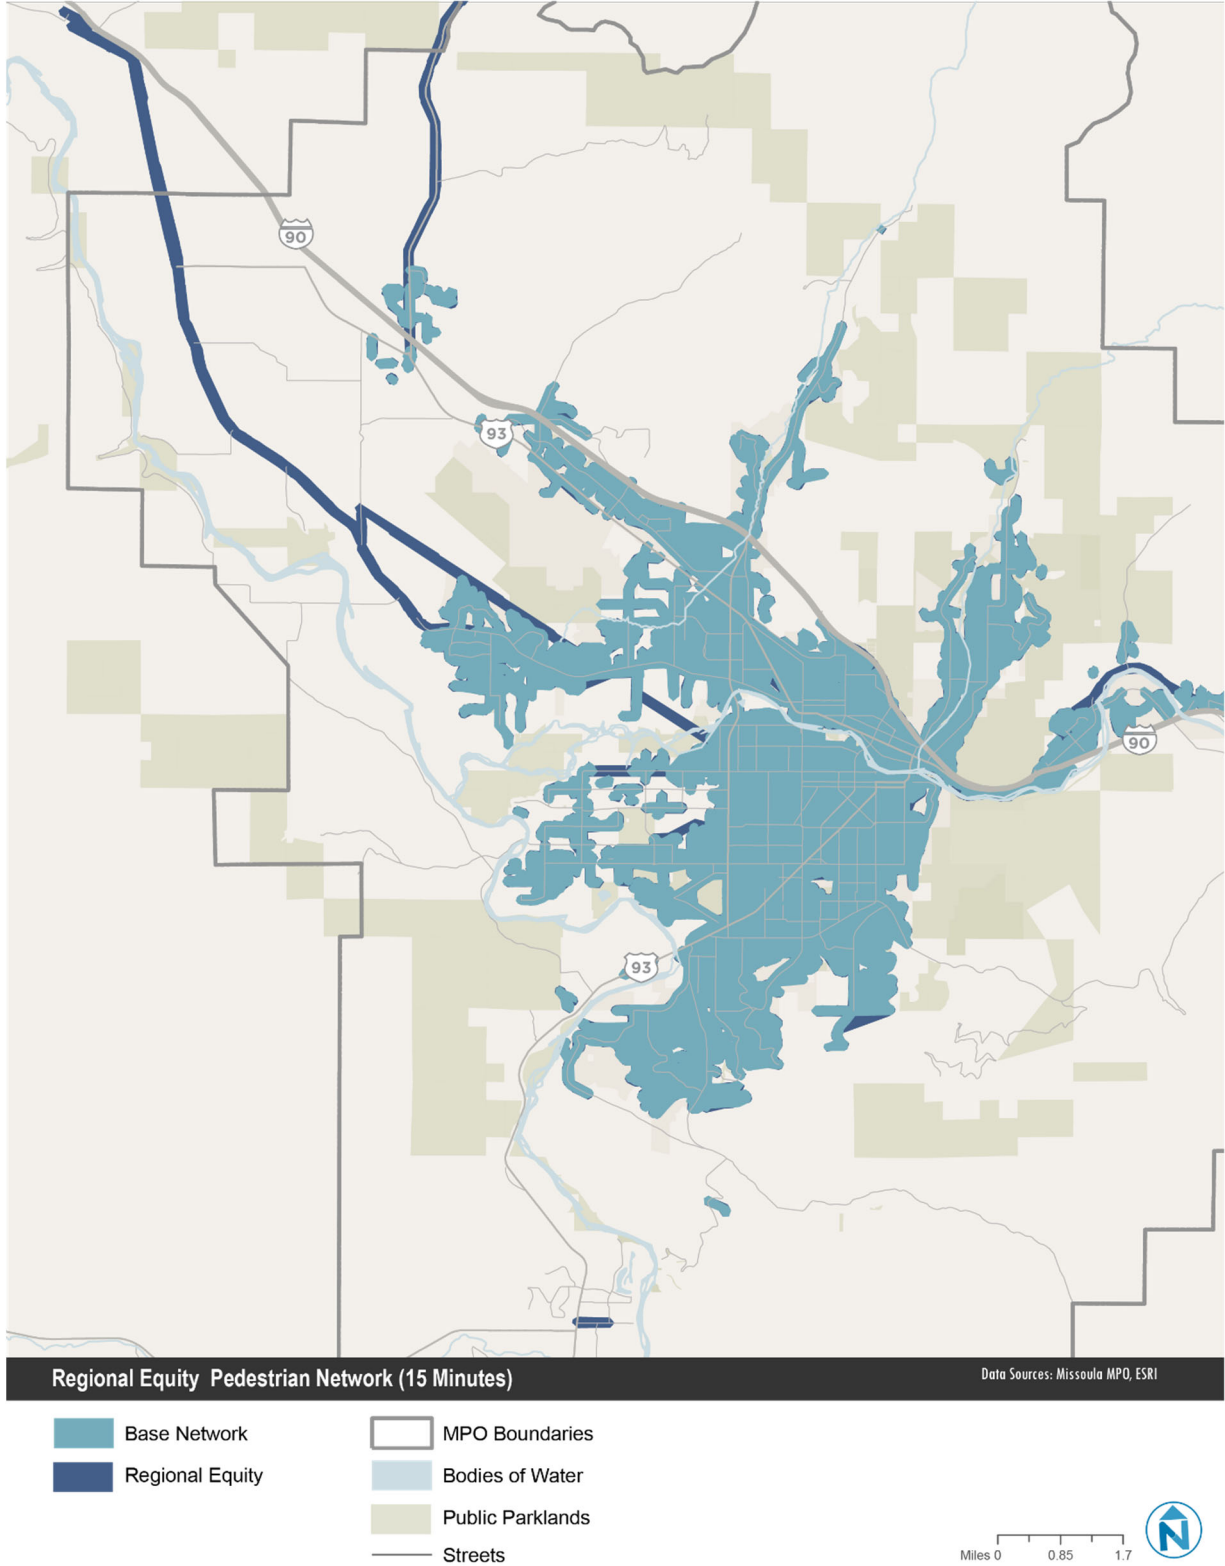 90
93
90
93
Regional Equity Pedestrian Network (15 Minutes)
Data Sources: Missoula MPO, ESRI
Base Network
MPO Boundaries
Regional Equity
Bodies of Water
Public Parklands
Streets
Miles 0 0.85 1.7
N